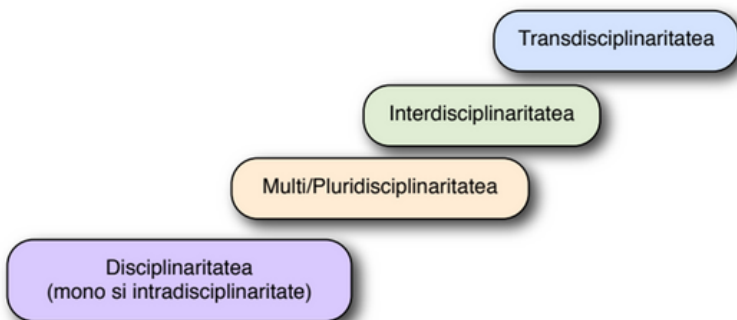 Transdisciplinaritatea
Interdisciplinaritatea
Multi/Pluridisciplinaritatea
Disciplinaritatea
(mono si intradisciplinaritate)